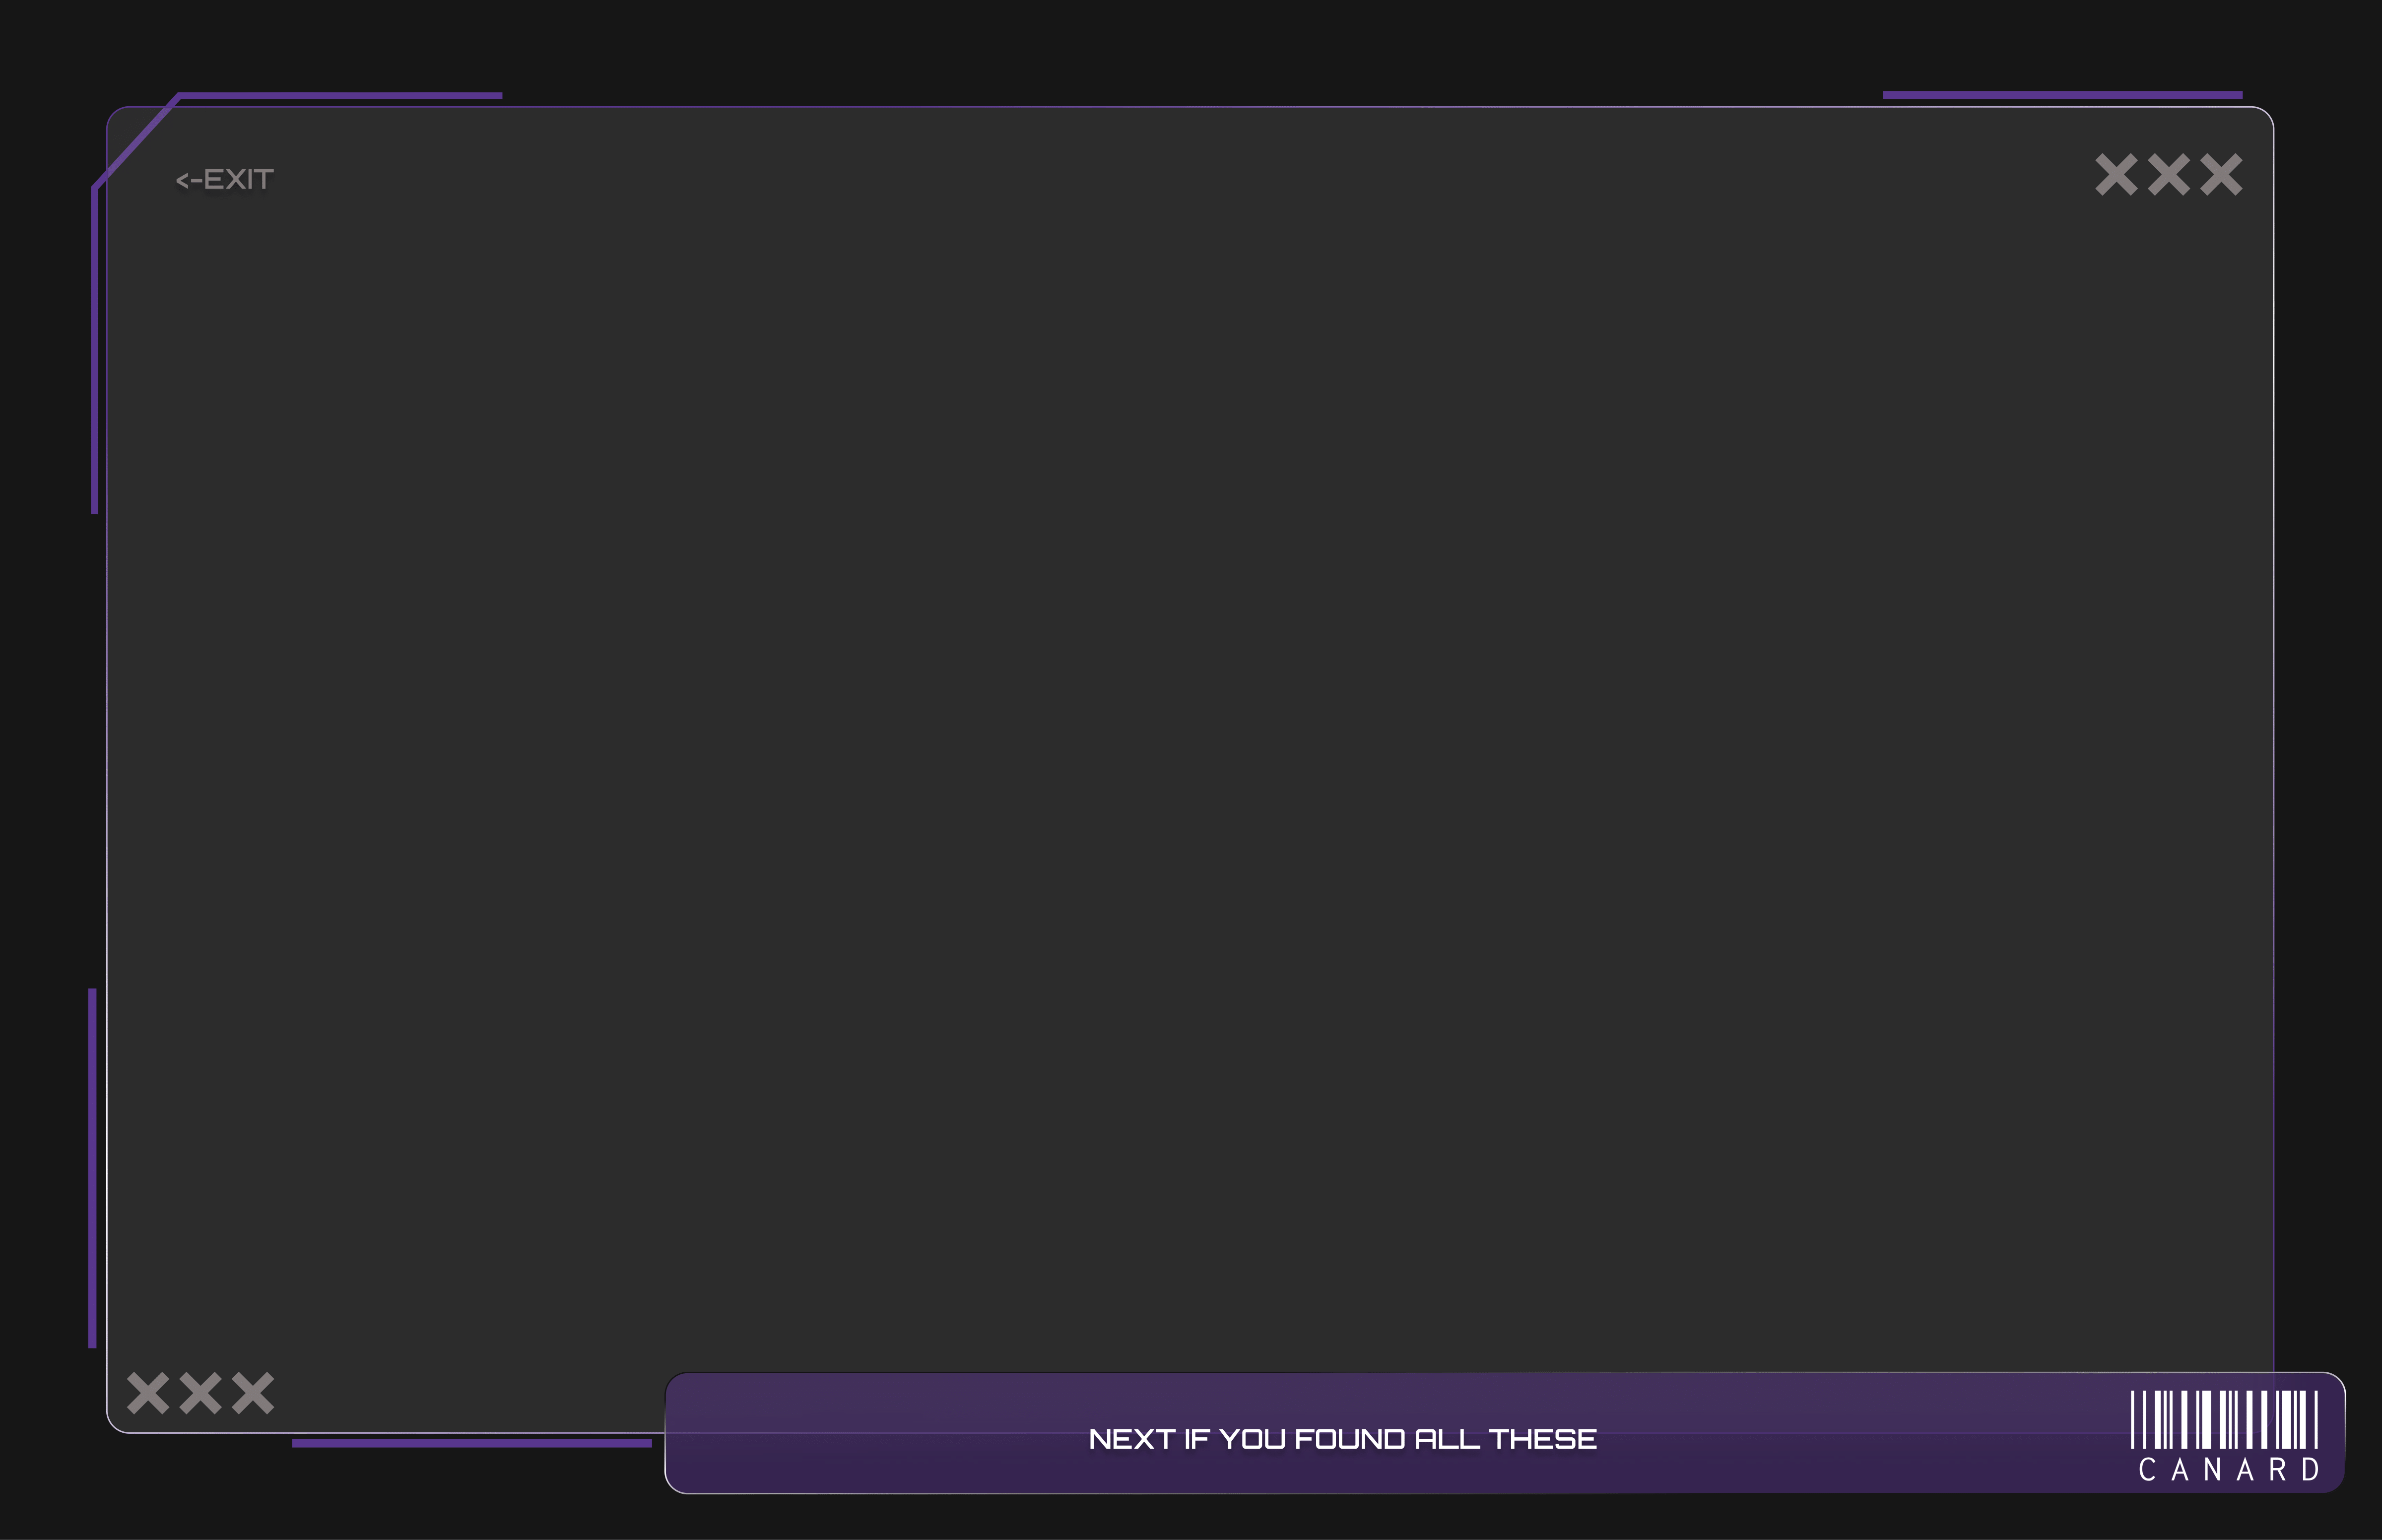 <-EXIT
XXX
XXX
NEXT IF YOU FOUND ALL THESE
CANARD